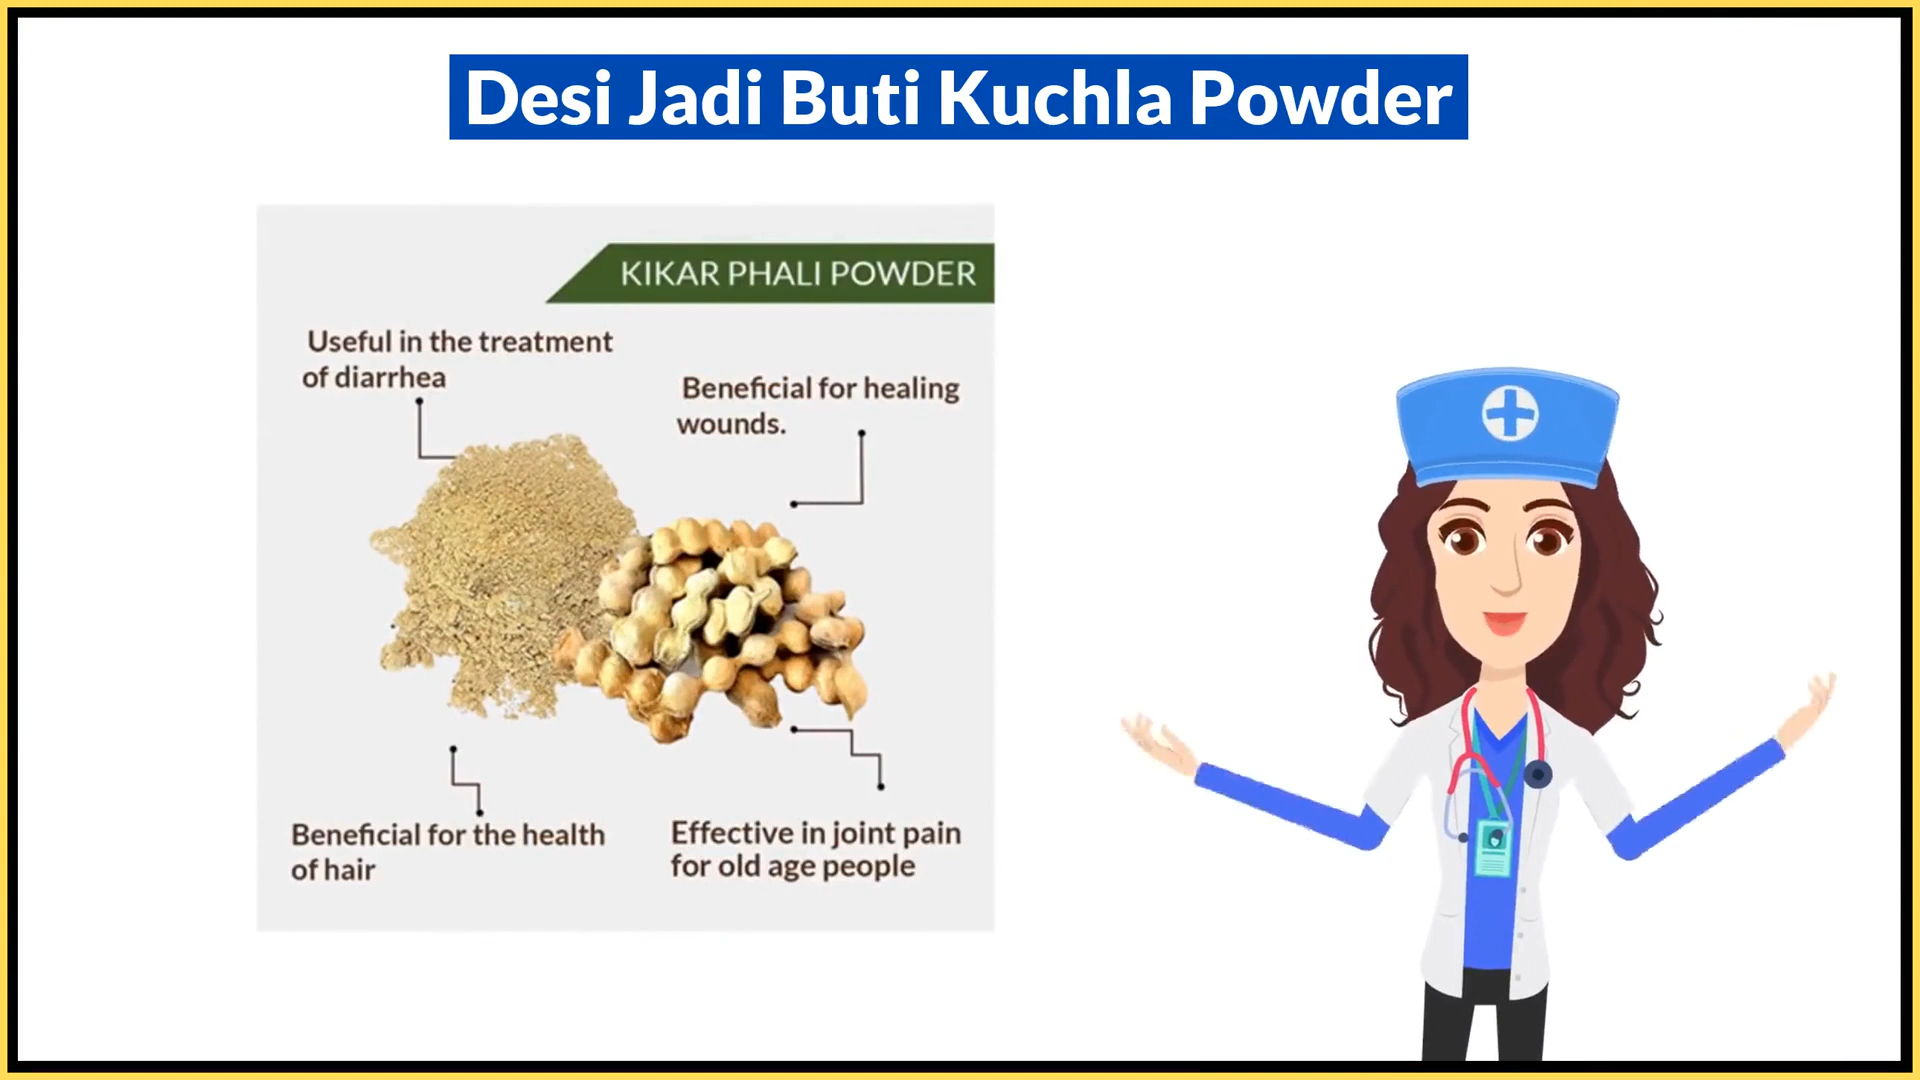 Desi Jadi Buti Kuchla Powder
KIKAR PHALI POWDER
Useful in the treatment
of diarrhea
Beneficial for healing
wounds.
Beneficial for the health
of hair
Effective in joint pain
for old age people